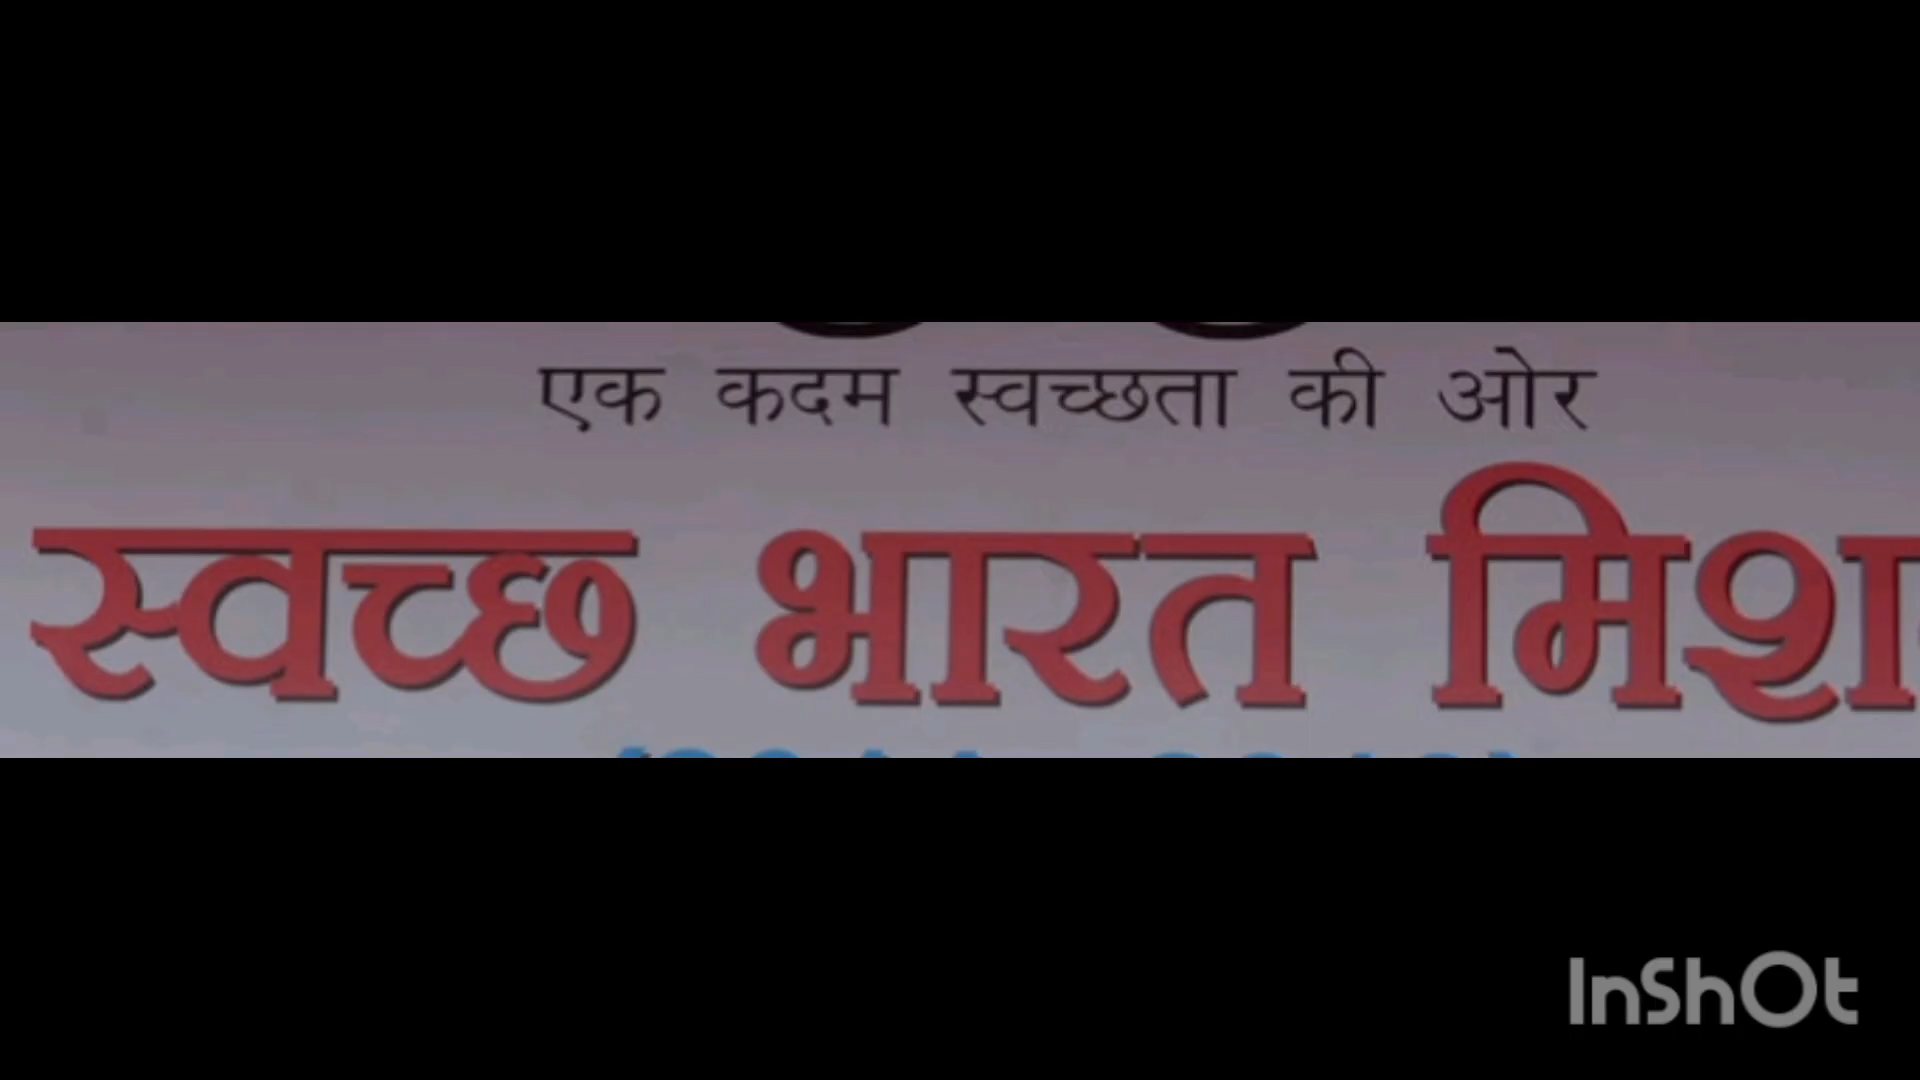 एक कदम स्वच्छता की ओर
स्वच्छ भारत मिश
InShOt